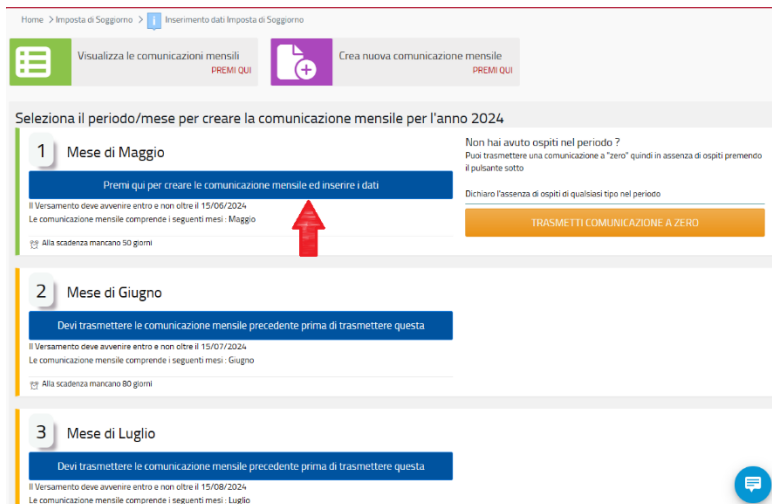 Home > Imposta di Soggiorno > i Inserimento dati Imposta di Soggiorno
Visualizza le comunicazioni mensili
PREMI QUI
Crea nuova comunicazione mensile
PREMI QUI
Seleziona il periodo/mese per creare la comunicazione mensile per l'anno 2024
1 Mese di Maggio
Premi qui per creare le comunicazione mensile ed inserire i dati
Il Versamento deve avvenire entro e non oltre il 15/06/2024
Le comunicazione mensile comprende i seguenti mesi : Maggio
Alla scadenza mancano 50 giorni
Non hai avuto ospiti nel periodo ?
Puoi trasmettere una comunicazione a "zero" quindi in assenza di ospiti premendo
il pulsante sotto
Dichiaro l'assenza di ospiti di qualsiasi tipo nel periodo
TRASMETTI COMUNICAZIONE A ZERO
2 Mese di Giugno
Devi trasmettere le comunicazione mensile precedente prima di trasmettere questa
Il Versamento deve avvenire entro e non oltre il 15/07/2024
Le comunicazione mensile comprende i seguenti mesi : Giugno
Alla scadenza mancano 80 giorni
3 Mese di Luglio
Devi trasmettere le comunicazione mensile precedente prima di trasmettere questa
Il Versamento deve avvenire entro e non oltre il 15/08/2024
Le comunicazione mensile comprende i seguenti mesi : Luglio